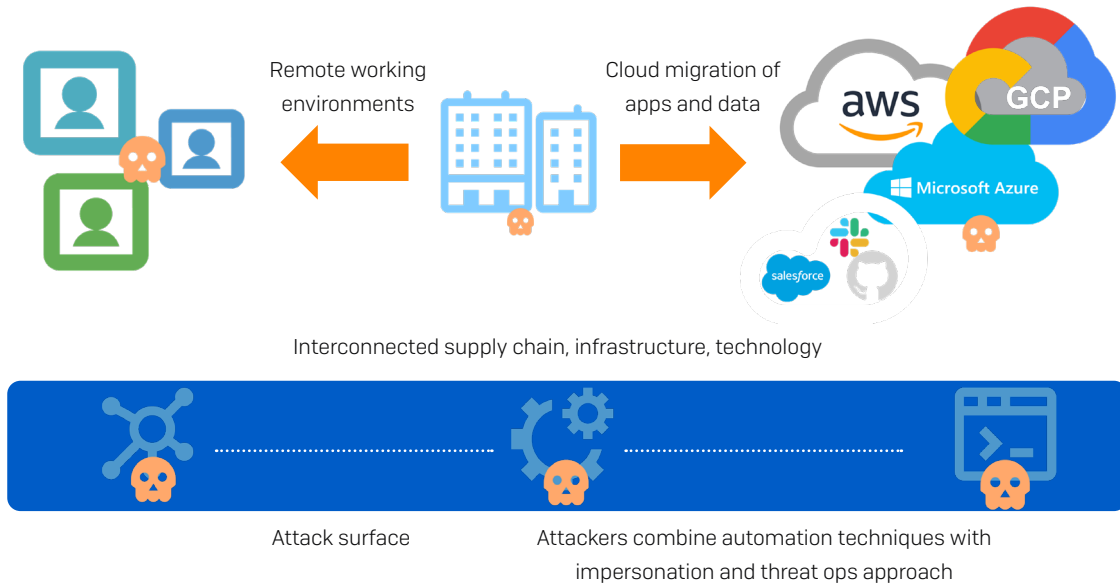 Remote working
environments
Cloud migration of
apps and data
aws
GCP
Microsoft Azure
salesforce
Interconnected supply chain, infrastructure, technology
Attack surface
Attackers combine automation techniques with
impersonation and threat ops approach